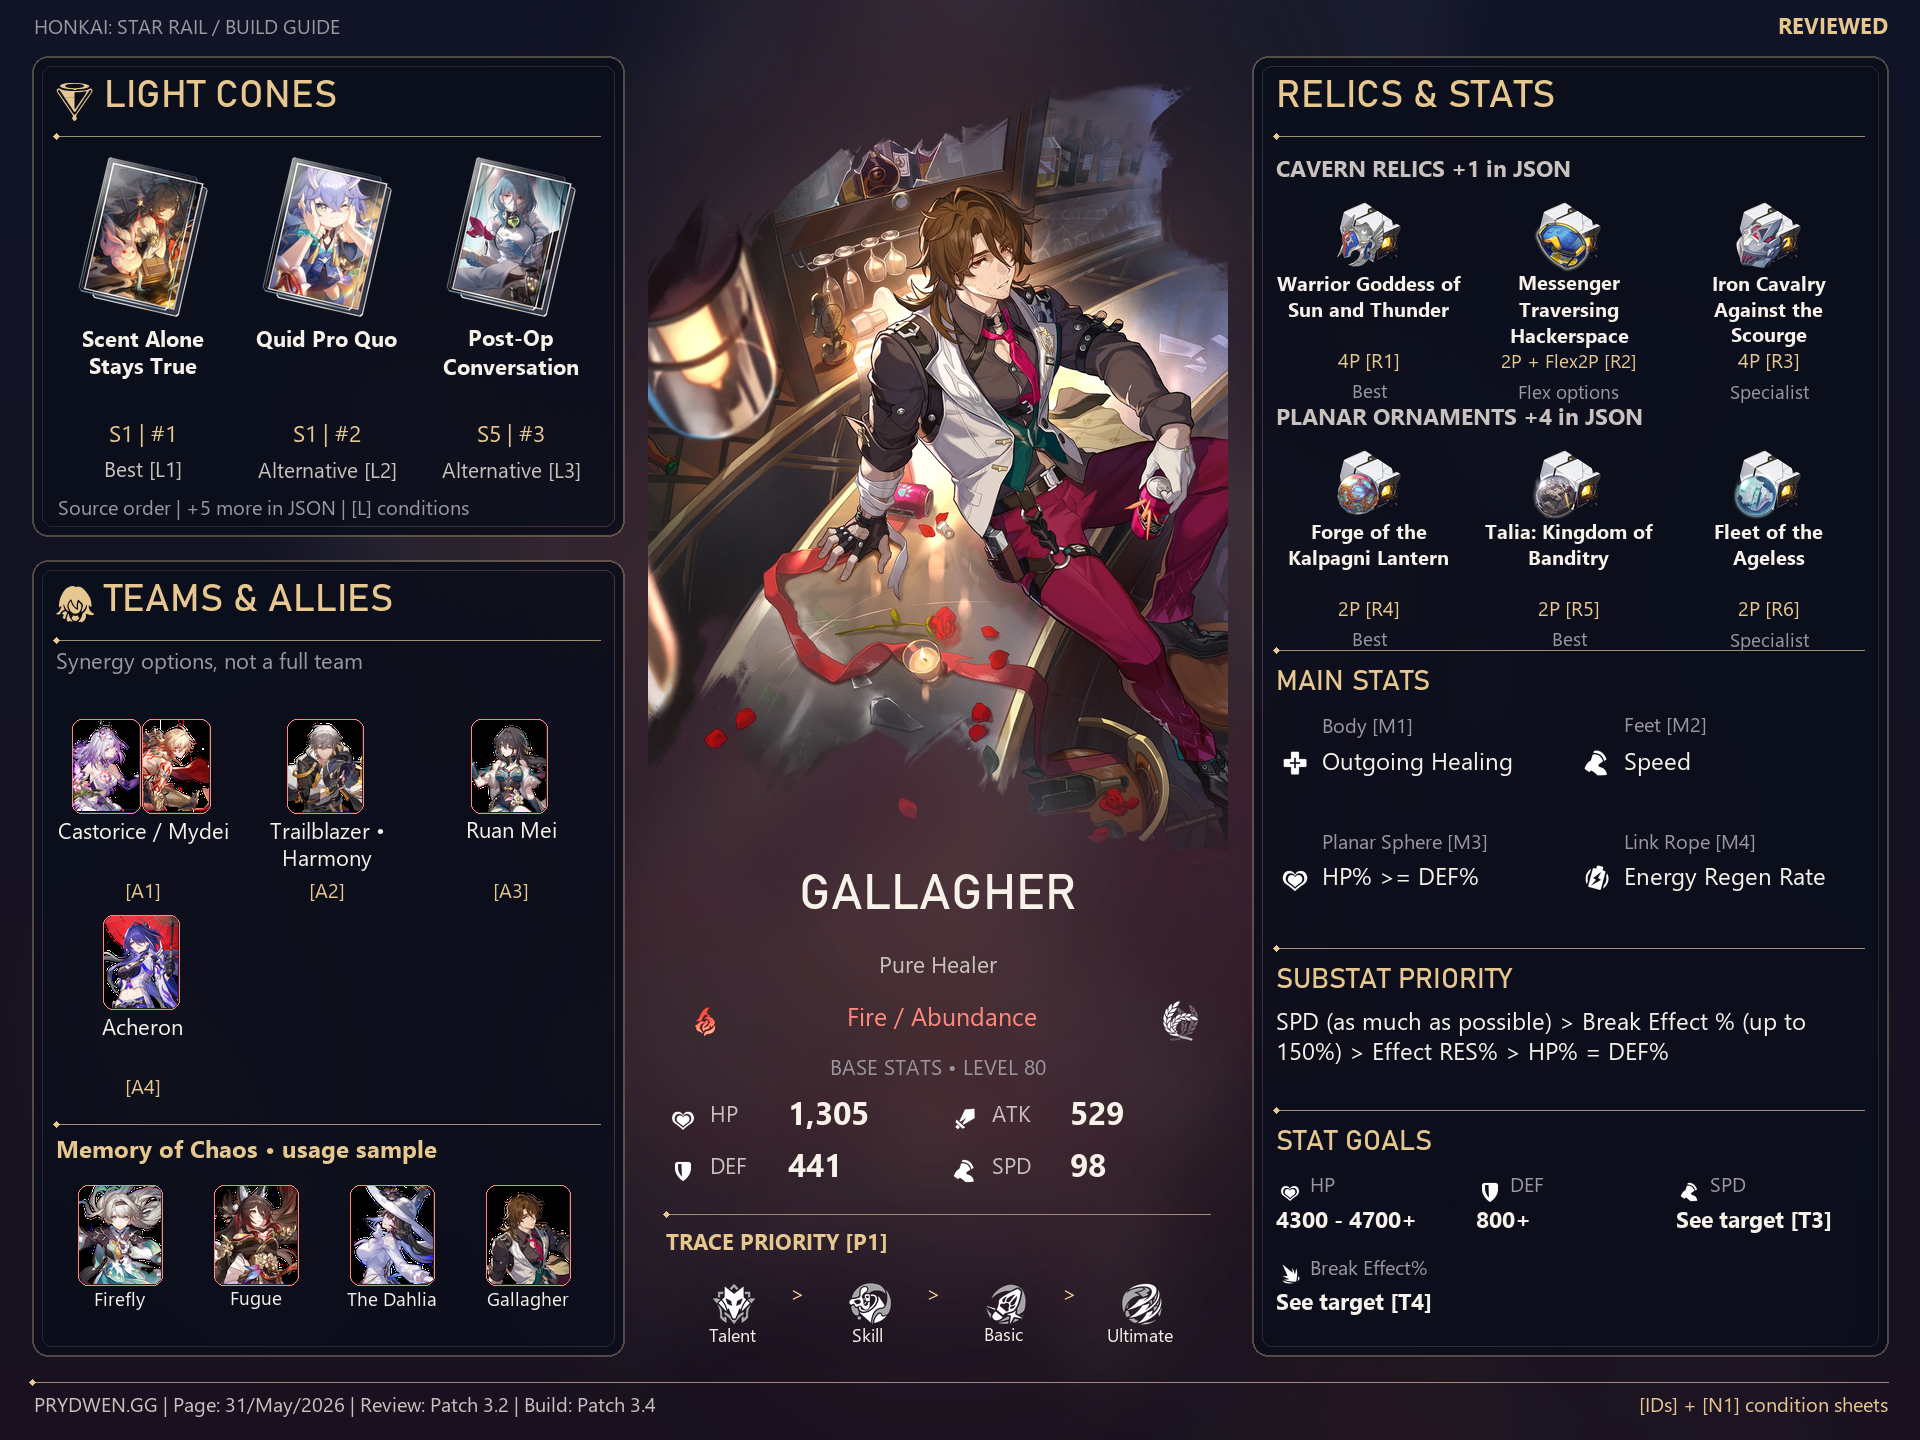 HONKAI: STAR RAIL / BUILD GUIDE
REVIEWED
LIGHT CONES
Scent Alone
Stays True
S1 | #1
Best [L1]
Quid Pro Quo
S1 | #2
Alternative [L2]
Post-Op
Conversation
S5 | #3
Alternative [L3]
Source order | +5 more in JSON | [L] conditions
TEAMS & ALLIES
Synergy options, not a full team
Castorice / Mydei
[A1]
Trailblazer •
Harmony
[A2]
Ruan Mei
[A3]
Acheron
[A4]
Memory of Chaos • usage sample
Firefly
Fugue
The Dahlia
Gallagher
GALLAGHER
Pure Healer
Fire / Abundance
BASE STATS • LEVEL 80
HP 1,305
ATK 529
DEF 441
SPD 98
TRACE PRIORITY [P1]
Talent > Skill > Basic > Ultimate
RELICS & STATS
CAVERN RELICS +1 in JSON
Warrior Goddess of
Sun and Thunder
4P [R1]
Best
Messenger
Traversing
Hackerspace
2P + Flex2P [R2]
Flex options
Iron Cavalry
Against the
Scourge
4P [R3]
Specialist
PLANAR ORNAMENTS +4 in JSON
Forge of the
Kalpagni Lantern
2P [R4]
Best
Talia: Kingdom of
Banditry
2P [R5]
Best
Fleet of the
Ageless
2P [R6]
Specialist
MAIN STATS
Body [M1]
Outgoing Healing
Feet [M2]
Speed
Planar Sphere [M3]
HP% >= DEF%
Link Rope [M4]
Energy Regen Rate
SUBSTAT PRIORITY
SPD (as much as possible) > Break Effect % (up to
150%) > Effect RES% > HP% = DEF%
STAT GOALS
HP
4300 - 4700+
DEF
800+
SPD
See target [T3]
Break Effect%
See target [T4]
PRYDWEN.GG | Page: 31/May/2026 | Review: Patch 3.2 | Build: Patch 3.4
[IDs] + [N1] condition sheets